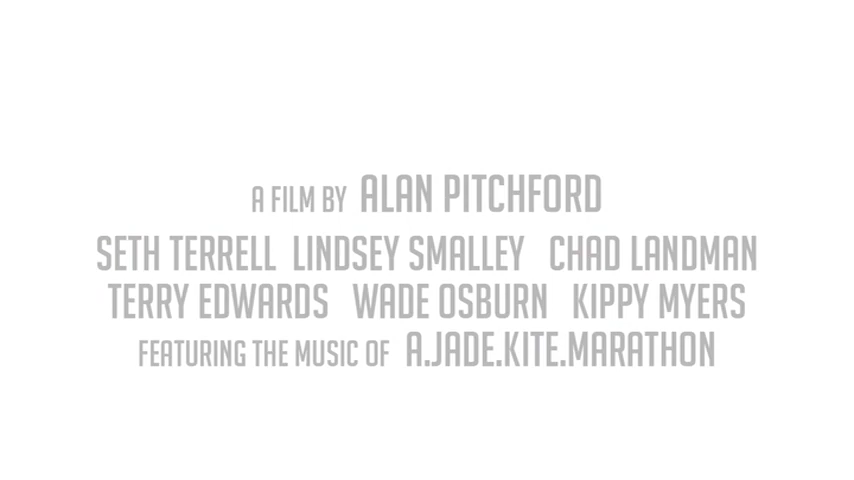 A FILM BY ALAN PITCHFORD
SETH TERRELL LINDSEY SMALLEY CHAD LANDMAN
TERRY EDWARDS WADE OSBURN KIPPY MYERS
FEATURING THE MUSIC OF A.JADE.KITE.MARATHON